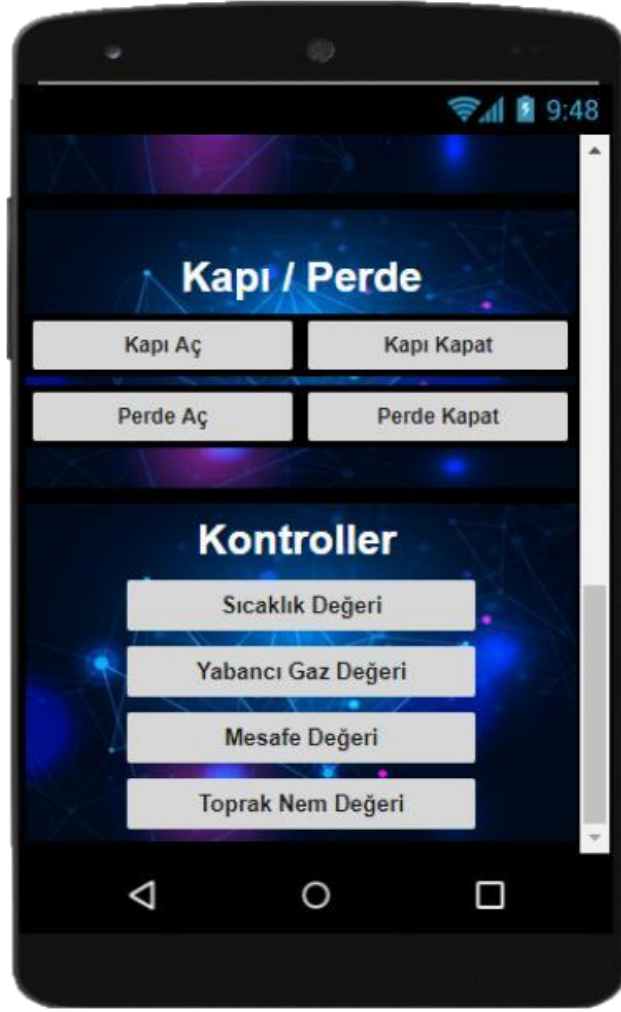 9:48
Kapı / Perde
Kapı Aç Kapı Kapat
Perde Aç Perde Kapat
Kontroller
Sıcaklık Değeri
Yabancı Gaz Değeri
Mesafe Değeri
Toprak Nem Değeri